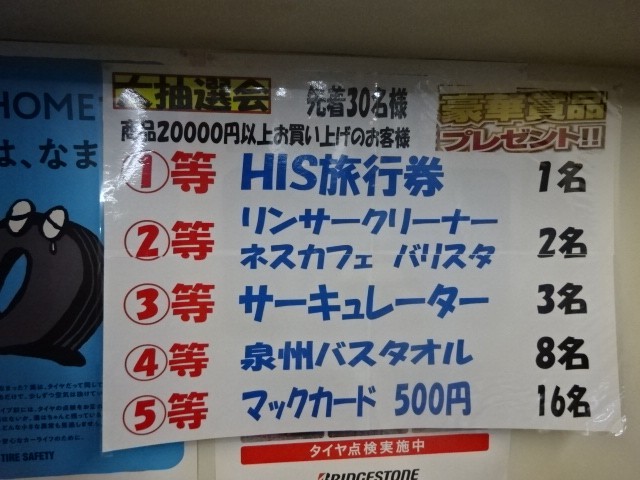 HOME
は、なま
大抽選会 先着30名様
豪華賞品
プレゼント!!
商品20000円以上お買い上げのお客様
①等 HIS旅行券 1名
②等 リンサークリーナー
ネスカフェ バリスタ 2名
③等 サーキュレーター 3名
④等 泉州バスタオル 8名
⑤等 マックカード 500円 16名
TIRE SAFETY
タイヤ点検実施中
BRIDGESTONE